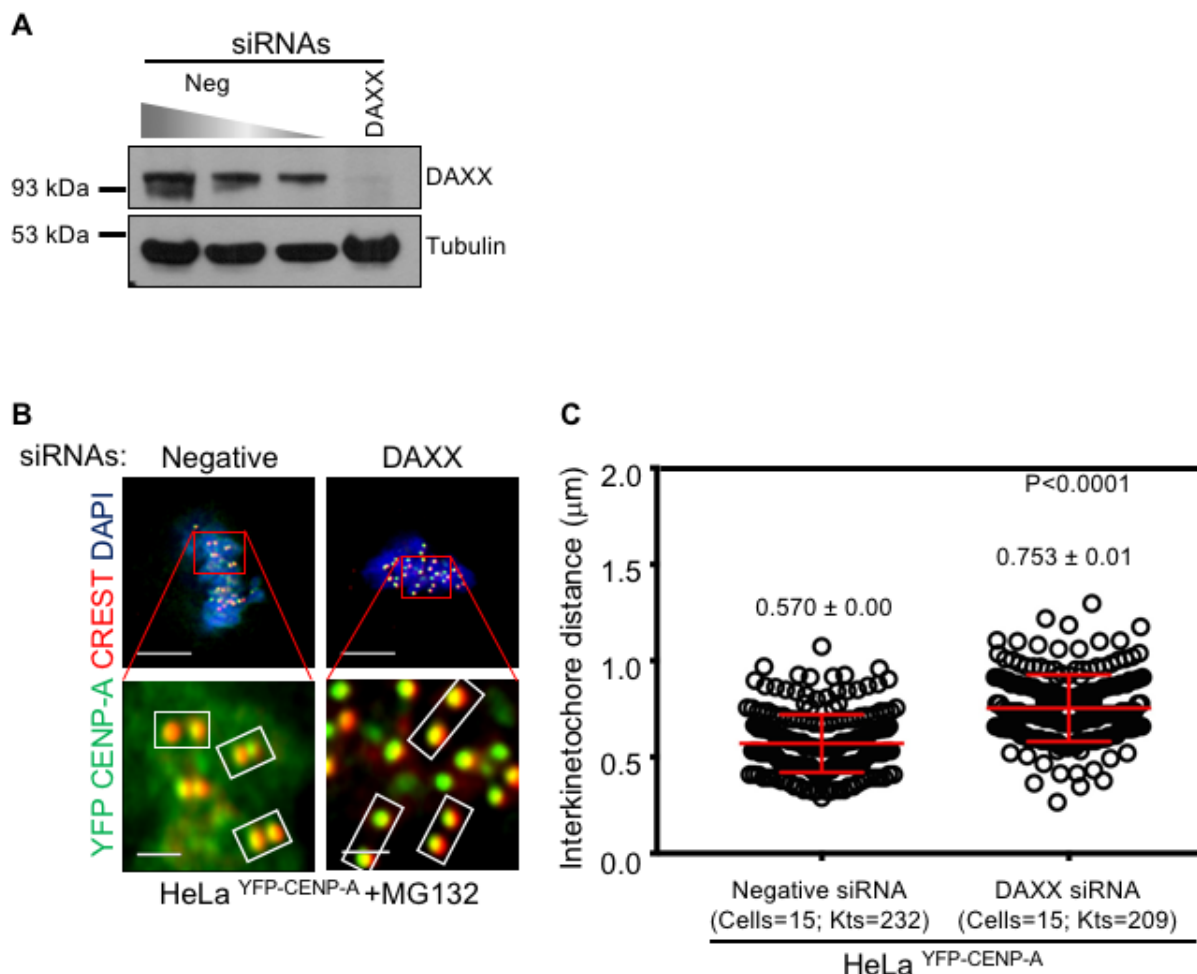 A
siRNAs
Neg
DAXX
93 kDa
DAXX
53 kDa
Tubulin
B
siRNAs: Negative DAXX
YFP CENP-A CREST DAPI
HeLa YFP-CENP-A +MG132
C
Interkinetochore distance (μm)
2.0
P<0.0001
1.5
0.753 ± 0.01
0.570 ± 0.00
1.0
0.5
0.0
Negative siRNA DAXX siRNA
(Cells=15; Kts=232) (Cells=15; Kts=209)
HeLa YFP-CENP-A